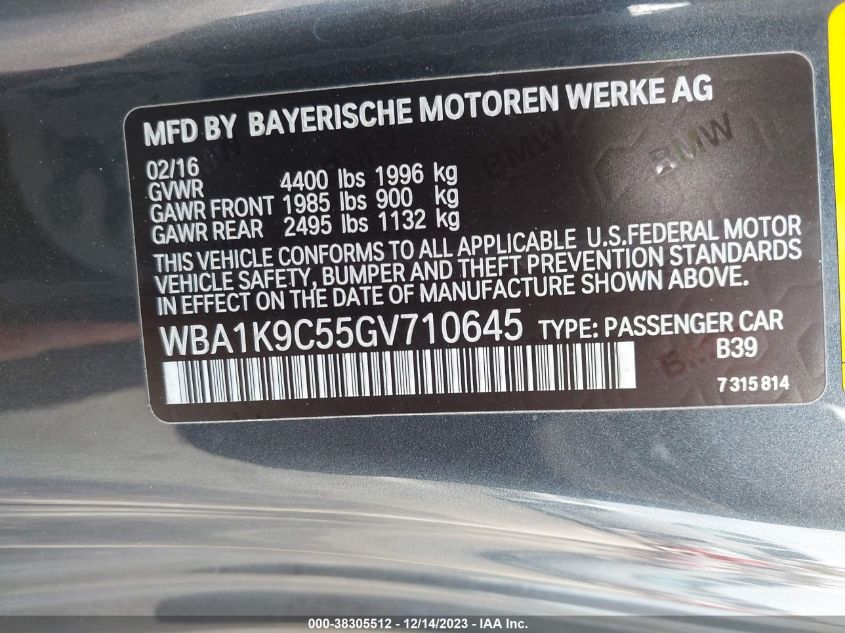 MFD BY BAYERISCHE MOTOREN WERKE AG
02/16
GVWR 4400 lbs 1996 kg
GAWR FRONT 1985 lbs 900 kg
GAWR REAR 2495 lbs 1132 kg
THIS VEHICLE CONFORMS TO ALL APPLICABLE U.S.FEDERAL MOTOR
VEHICLE SAFETY, BUMPER AND THEFT PREVENTION STANDARDS
IN EFFECT ON THE DATE OF MANUFACTURE SHOWN ABOVE.
WBA1K9C55GV710645 TYPE: PASSENGER CAR
B39
7315814
BMW
BMW
000-38305512 - 12/14/2023 - IAA Inc.